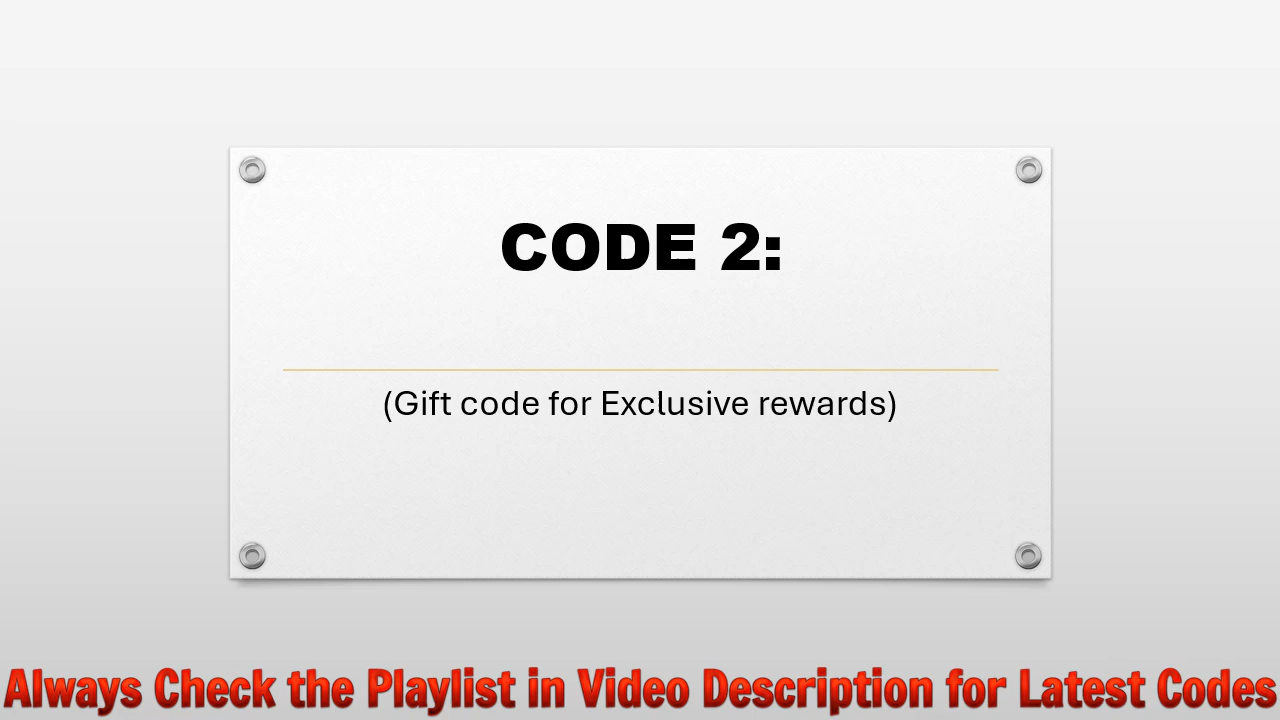 CODE 2:
(Gift code for Exclusive rewards)
Always Check the Playlist in Video Description for Latest Codes